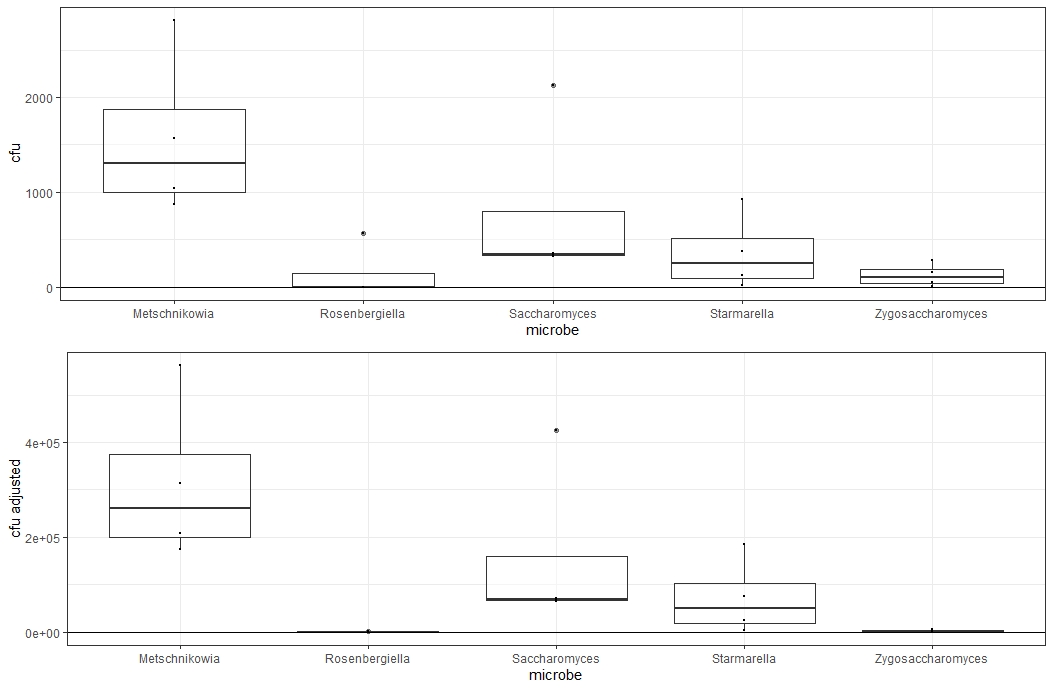 cfu
2000
1000
0
Metschnikowia Rosenbergiella Saccharomyces Starmarella Zygosaccharomyces
microbe
cfu adjusted
4e+05
2e+05
0e+00
Metschnikowia Rosenbergiella Saccharomyces Starmarella Zygosaccharomyces
microbe